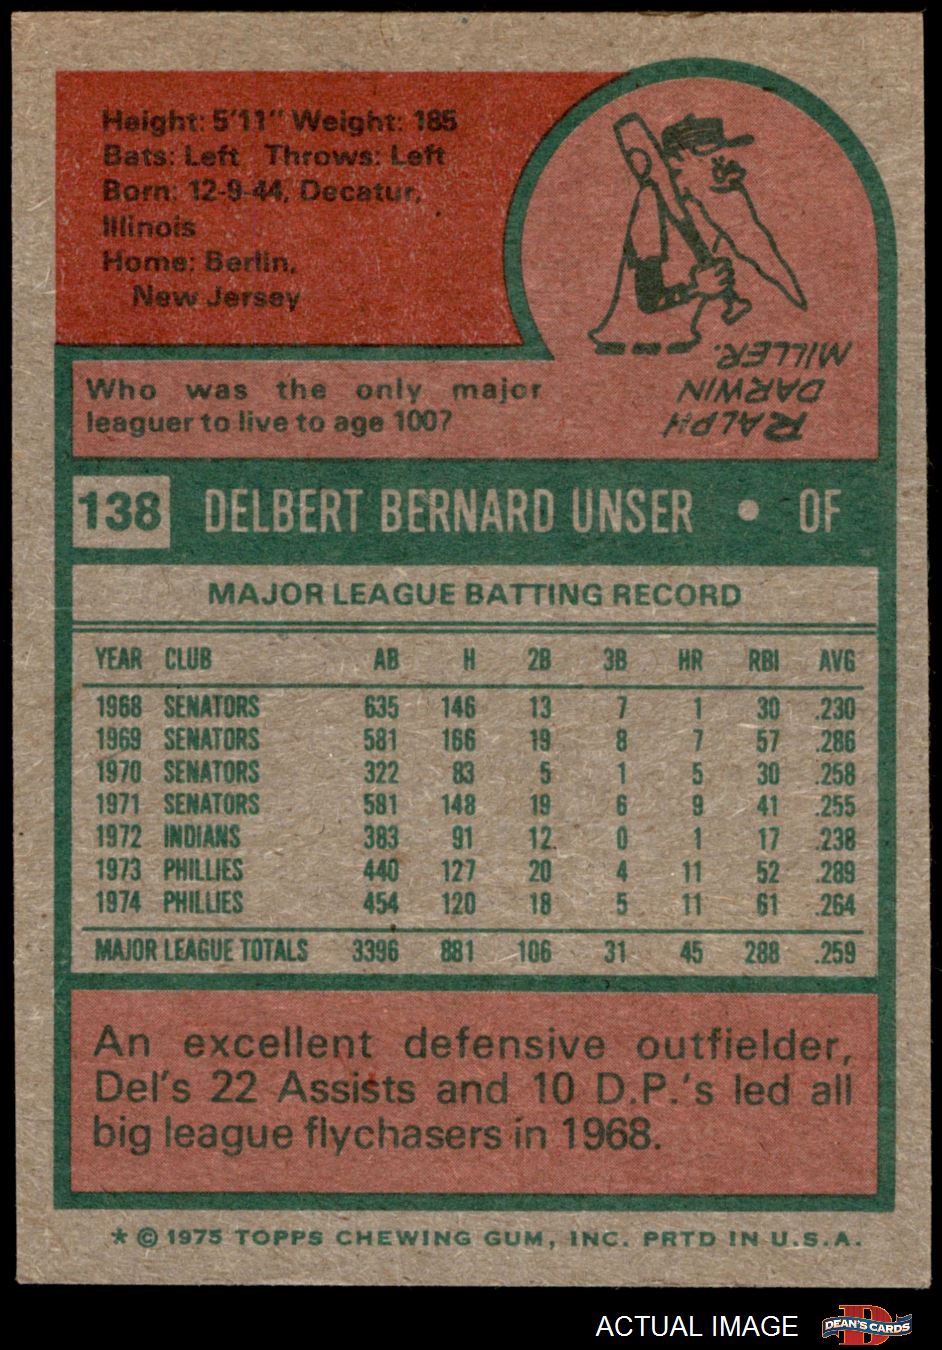 Height: 5'11" Weight: 185
Bats: Left Throws: Left
Born: 12-9-44, Decatur,
Illinois
Home: Berlin,
New Jersey
Who was the only major
leaguer to live to age 100?
RALPH
DARWIN
MILLER.
138 DELBERT BERNARD UNSER • OF
MAJOR LEAGUE BATTING RECORD
YEAR CLUB AB H 2B 3B HR RBI AVG
1968 SENATORS 635 146 13 7 1 30 .230
1969 SENATORS 581 166 19 8 7 57 .286
1970 SENATORS 322 83 5 1 5 30 .258
1971 SENATORS 581 148 19 6 9 41 .255
1972 INDIANS 383 91 12 0 1 17 .238
1973 PHILLIES 440 127 20 4 11 52 .289
1974 PHILLIES 454 120 18 5 11 61 .264
MAJOR LEAGUE TOTALS 3396 881 106 31 45 288 .259
An excellent defensive outfielder,
Del's 22 Assists and 10 D.P.'s led all
big league flychasers in 1968.
* © 1975 TOPPS CHEWING GUM, INC. PRTD IN U.S.A.
ACTUAL IMAGE
D
DEAN'S CARDS